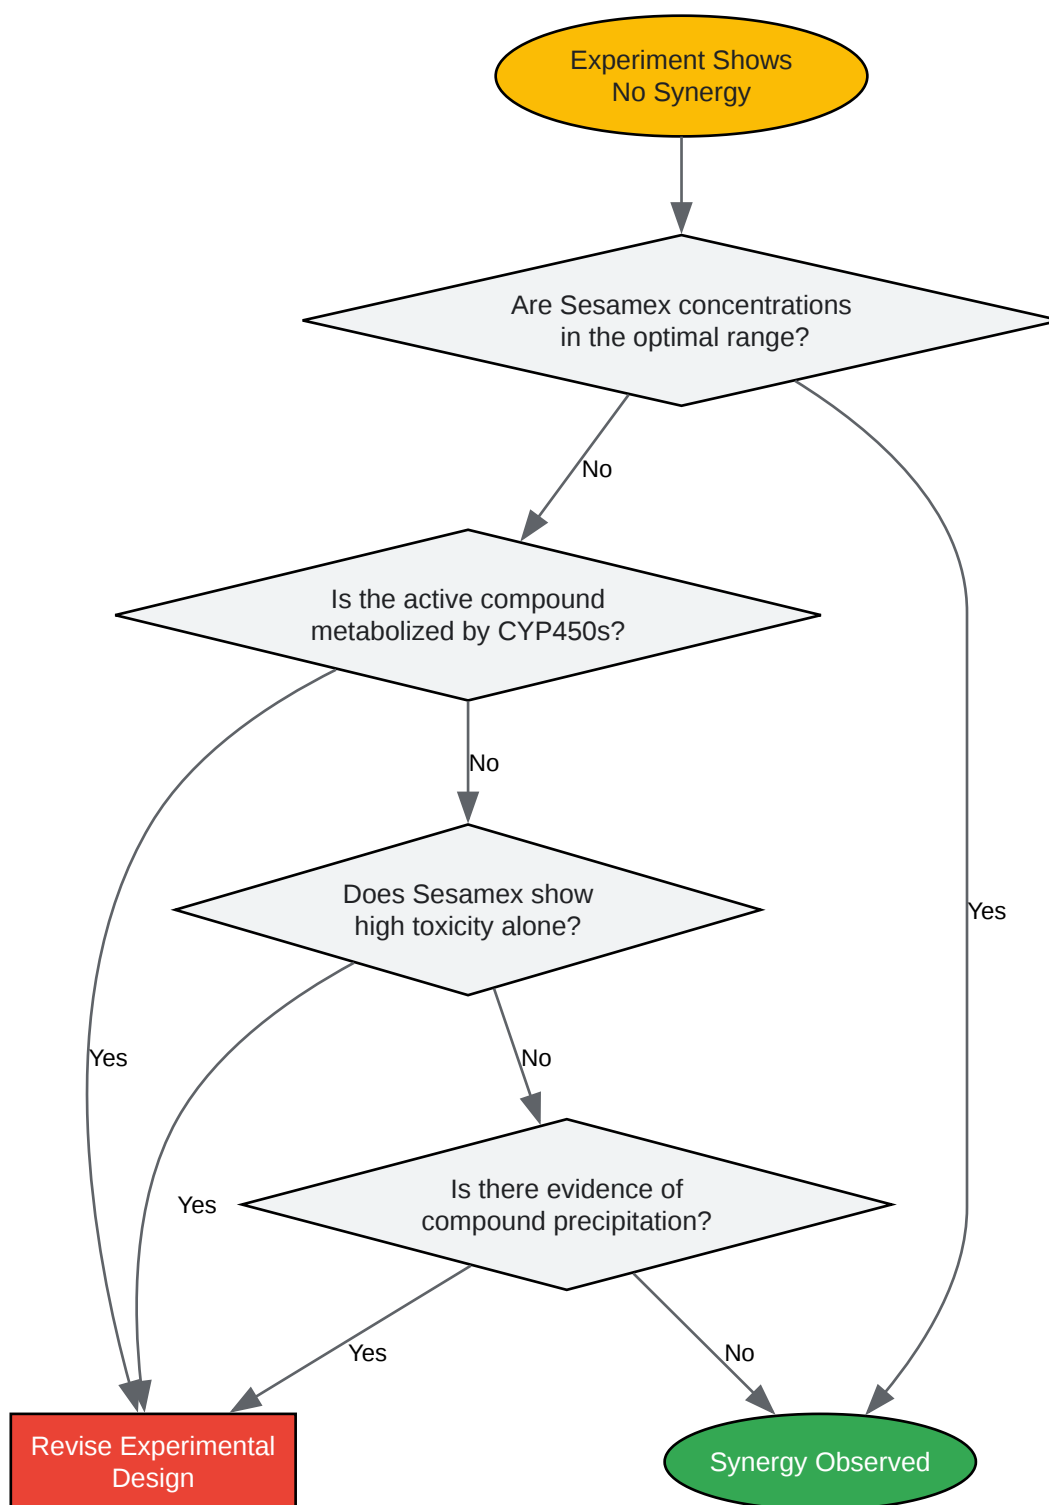 Experiment Shows
No Synergy
Are Sesamex concentrations
in the optimal range?
No
Is the active compound
metabolized by CYP450s?
No
Does Sesamex show
high toxicity alone?
Yes
Yes
No
Is there evidence of
compound precipitation?
Yes
Yes
No
Revise Experimental
Design
Synergy Observed